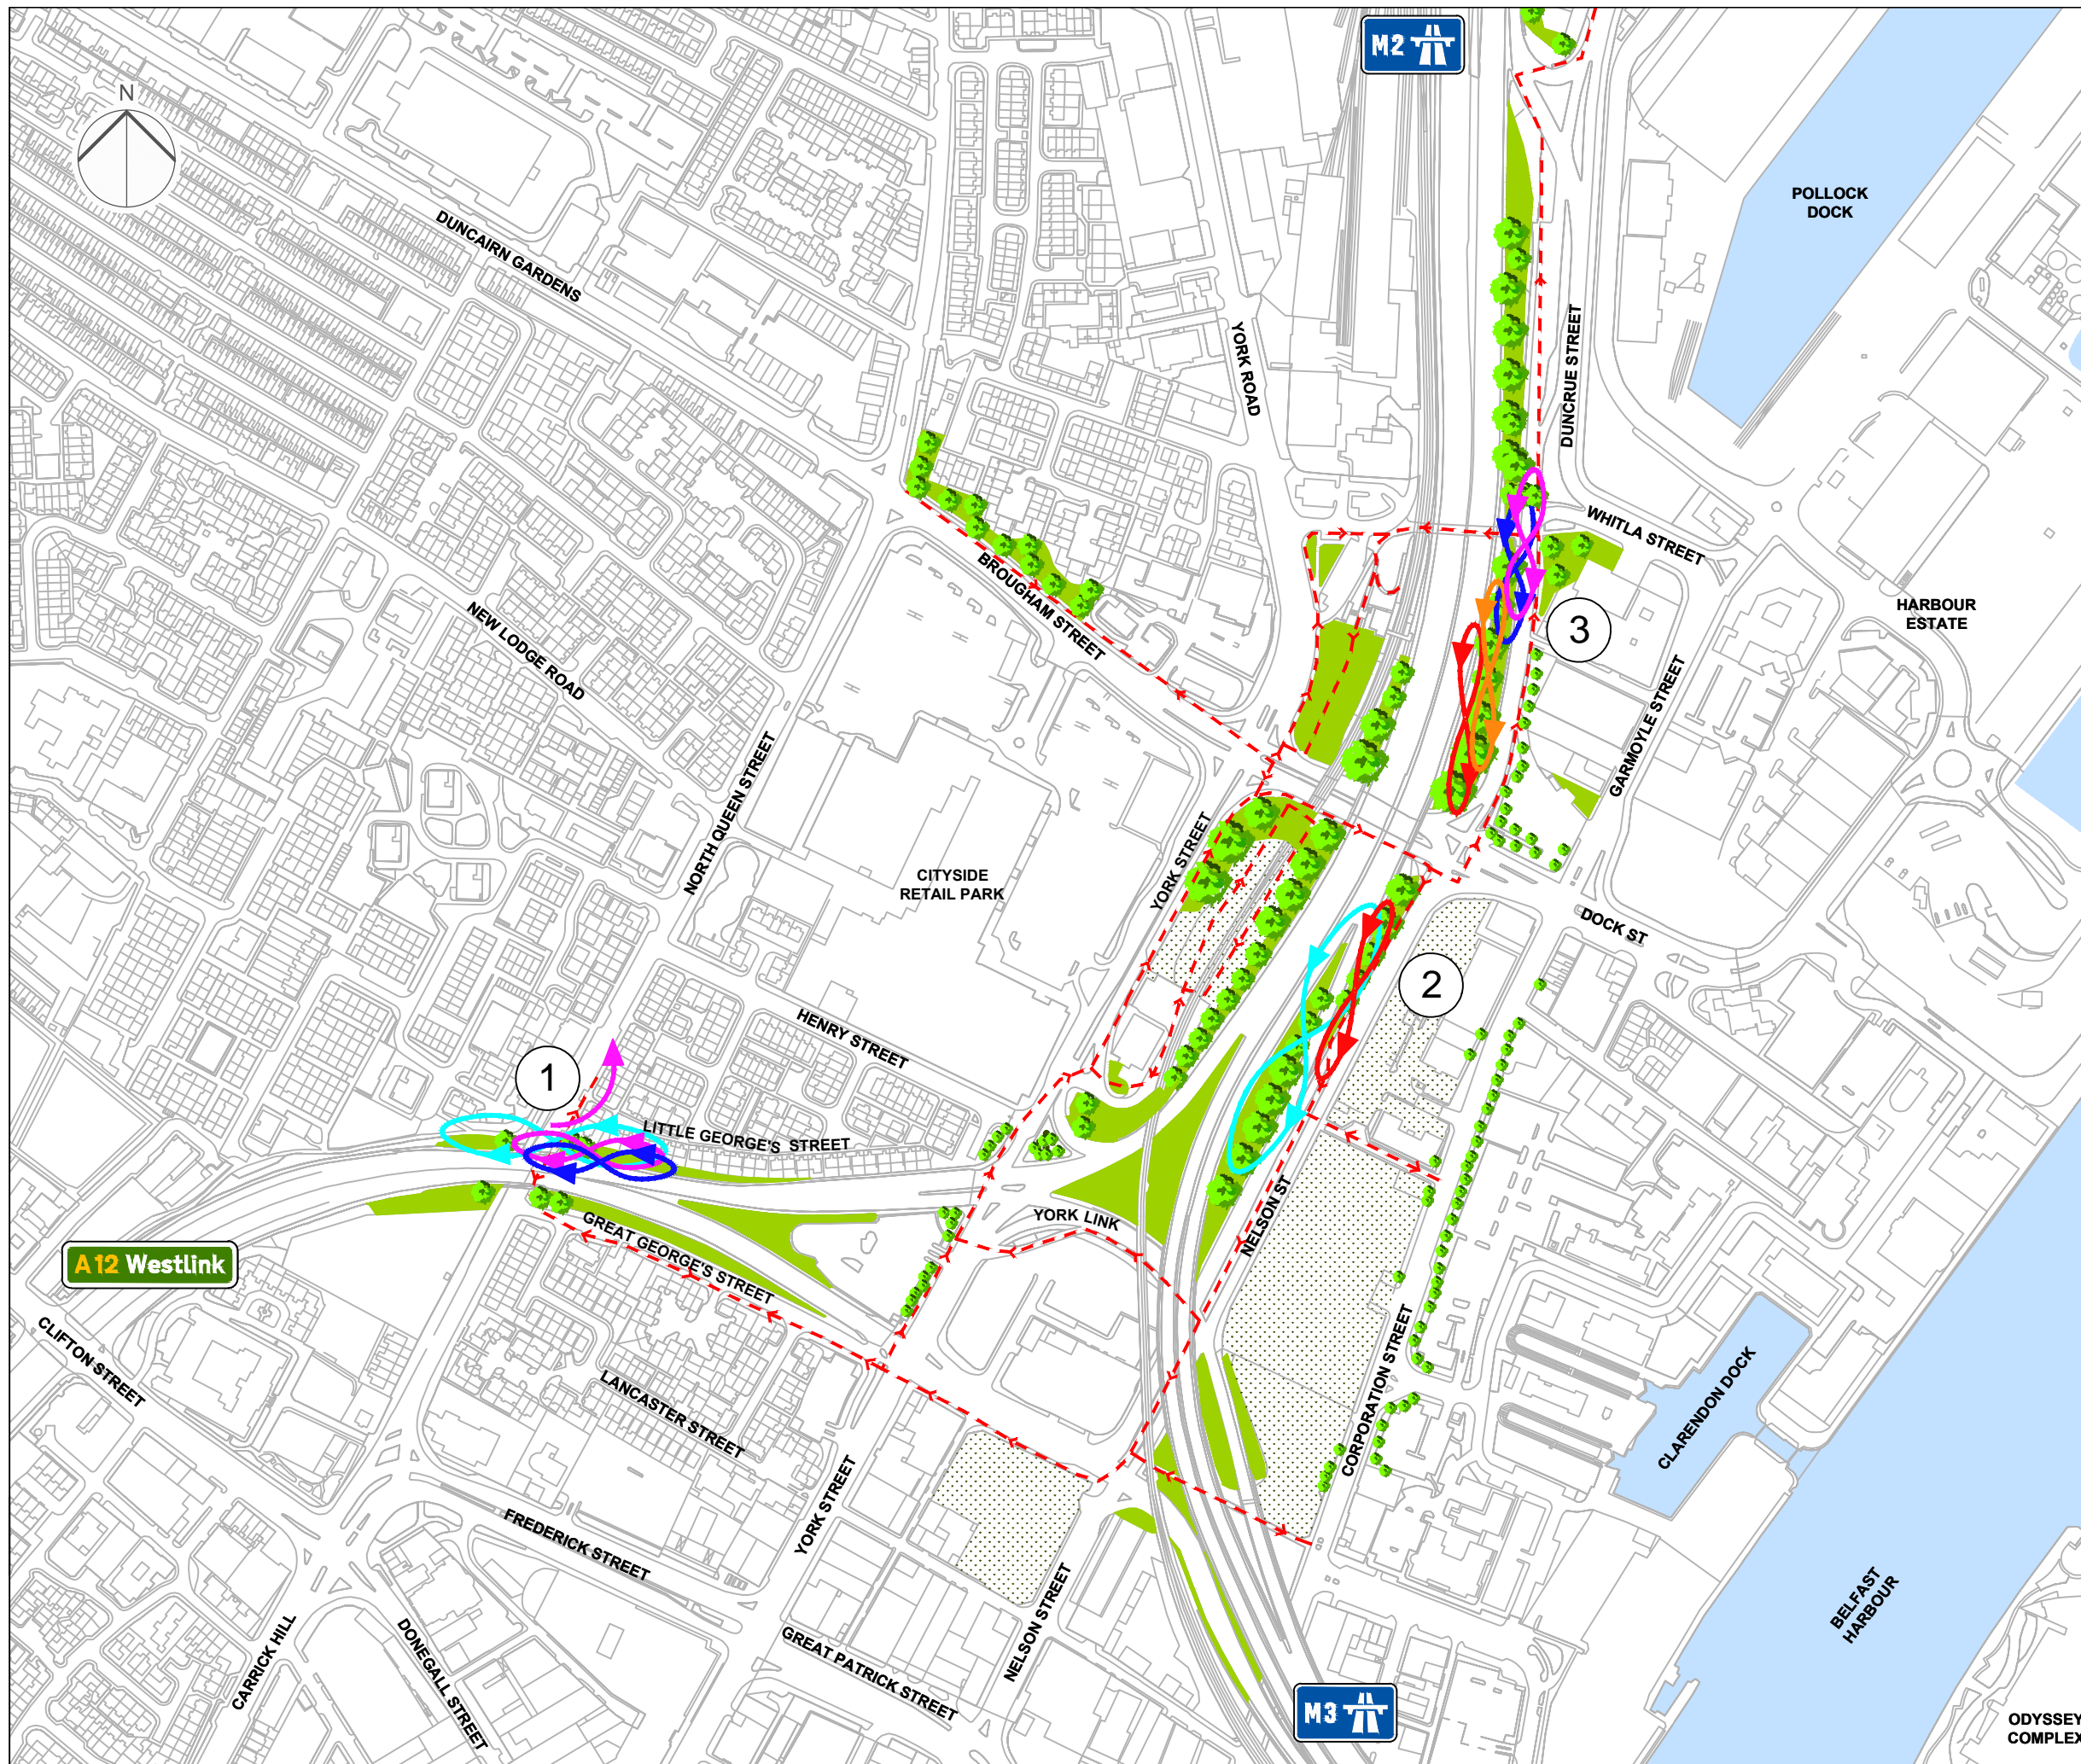 M2
N
POLLOCK
DOCK
DUNCAIRN GARDENS
YORK ROAD
DUNCRUE STREET
WHITLA STREET
BROUGHAM STREET
HARBOUR
ESTATE
NEW LODGE ROAD
3
GARMOYLE STREET
NORTH QUEEN STREET
YORK STREET
CITYSIDE
RETAIL PARK
DOCK ST
2
HENRY STREET
1
LITTLE GEORGE'S STREET
YORK LINK
NELSON ST
GREAT GEORGE'S STREET
A12 Westlink
CLIFTON STREET
CORPORATION STREET
CLARENDON DOCK
LANCASTER STREET
YORK STREET
FREDERICK STREET
NELSON STREET
BELFAST
HARBOUR
CARRICK HILL
DONEGALL STREET
GREAT PATRICK STREET
M3
ODYSSEY
COMPLEX